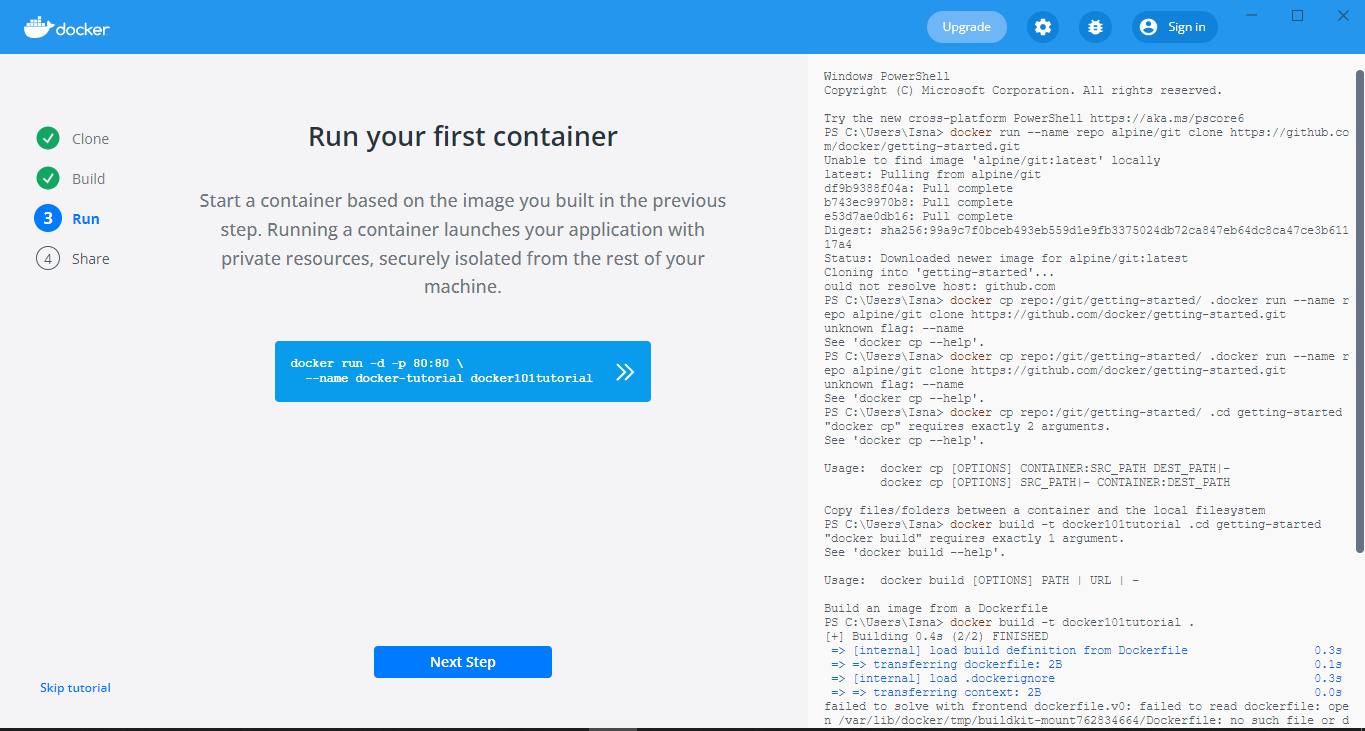 docker
Upgrade
Sign in
Clone
Build
3 Run
4 Share
Run your first container
Start a container based on the image you built in the previous
step. Running a container launches your application with
private resources, securely isolated from the rest of your
machine.
docker run -d -p 80:80 \
--name docker-tutorial docker101tutorial
Next Step
Skip tutorial
Windows PowerShell
Copyright (C) Microsoft Corporation. All rights reserved.
Try the new cross-platform PowerShell https://aka.ms/pscore6
PS C:\Users\Isna> docker run --name repo alpine/git clone https://github.co
m/docker/getting-started.git
Unable to find image 'alpine/git:latest' locally
latest: Pulling from alpine/git
df9b9388f04a: Pull complete
b743ec9970b8: Pull complete
e53d7ae0db16: Pull complete
Digest: sha256:99a9c7f0bceb493eb559d1e9fb3375024db72ca847eb64dc8ca47ce3b611
17a4
Status: Downloaded newer image for alpine/git:latest
Cloning into 'getting-started'...
ould not resolve host: github.com
PS C:\Users\Isna> docker cp repo:/git/getting-started/ .docker run --name r
epo alpine/git clone https://github.com/docker/getting-started.git
unknown flag: --name
See 'docker cp --help'.
PS C:\Users\Isna> docker cp repo:/git/getting-started/ .docker run --name r
epo alpine/git clone https://github.com/docker/getting-started.git
unknown flag: --name
See 'docker cp --help'.
PS C:\Users\Isna> docker cp repo:/git/getting-started/ .cd getting-started
"docker cp" requires exactly 2 arguments.
See 'docker cp --help'.
Usage:  docker cp [OPTIONS] CONTAINER:SRC_PATH DEST_PATH|-
docker cp [OPTIONS] SRC_PATH|- CONTAINER:DEST_PATH
Copy files/folders between a container and the local filesystem
PS C:\Users\Isna> docker build -t docker101tutorial .cd getting-started
"docker build" requires exactly 1 argument.
See 'docker build --help'.
Usage:  docker build [OPTIONS] PATH | URL | -
Build an image from a Dockerfile
PS C:\Users\Isna> docker build -t docker101tutorial .
[+] Building 0.4s (2/2) FINISHED
=> [internal] load build definition from Dockerfile 0.3s
=> => transferring dockerfile: 2B 0.1s
=> [internal] load .dockerignore 0.3s
=> => transferring context: 2B 0.0s
failed to solve with frontend dockerfile.v0: failed to read dockerfile: ope
n /var/lib/docker/tmp/buildkit-mount762834664/Dockerfile: no such file or d